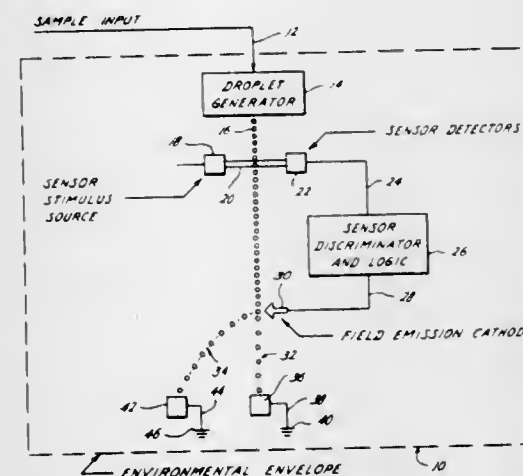 SAMPLE INPUT
12
DROPLET
GENERATOR
14
16
SENSOR DETECTORS
18
20
22
24
SENSOR
STIMULUS
SOURCE
SENSOR
DISCRIMINATOR
AND LOGIC
26
28
30
FIELD EMISSION CATHOD
34
32
42
44
36
38
46
40
ENVIRONMENTAL ENVELOPE
10